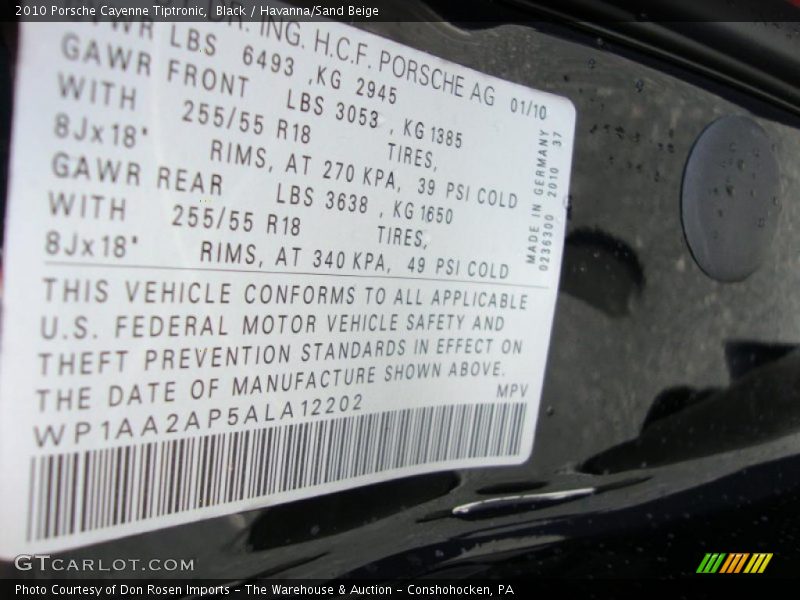 2010 Porsche Cayenne Tiptronic, Black / Havanna/Sand Beige
DR. ING. H.C.F. PORSCHE AG 01/10
LBS 6493 , KG 2945
GAWR FRONT LBS 3053 , KG 1385
WITH 255/55 R18 TIRES,
8Jx18" RIMS, AT 270 KPA, 39 PSI COLD
GAWR REAR LBS 3638 , KG 1650
WITH 255/55 R18 TIRES,
8Jx18" RIMS, AT 340 KPA, 49 PSI COLD
MADE IN GERMANY
0236300 2010 37
THIS VEHICLE CONFORMS TO ALL APPLICABLE
U.S. FEDERAL MOTOR VEHICLE SAFETY AND
THEFT PREVENTION STANDARDS IN EFFECT ON
THE DATE OF MANUFACTURE SHOWN ABOVE.
WP1AA2AP5ALA12202 MPV
GTCARLOT.COM
Photo Courtesy of Don Rosen Imports - The Warehouse & Auction - Conshohocken, PA